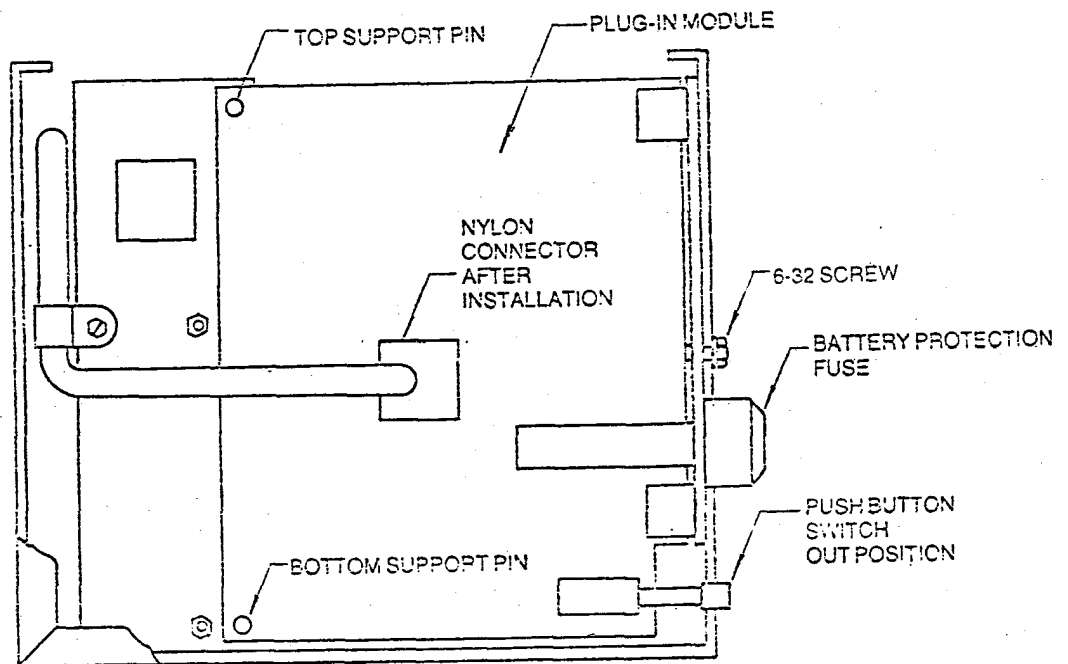 TOP SUPPORT PIN
PLUG-IN MODULE
NYLON
CONNECTOR
AFTER
INSTALLATION
6-32 SCREW
BATTERY PROTECTION
FUSE
PUSH BUTTON
SWITCH
OUT POSITION
BOTTOM SUPPORT PIN